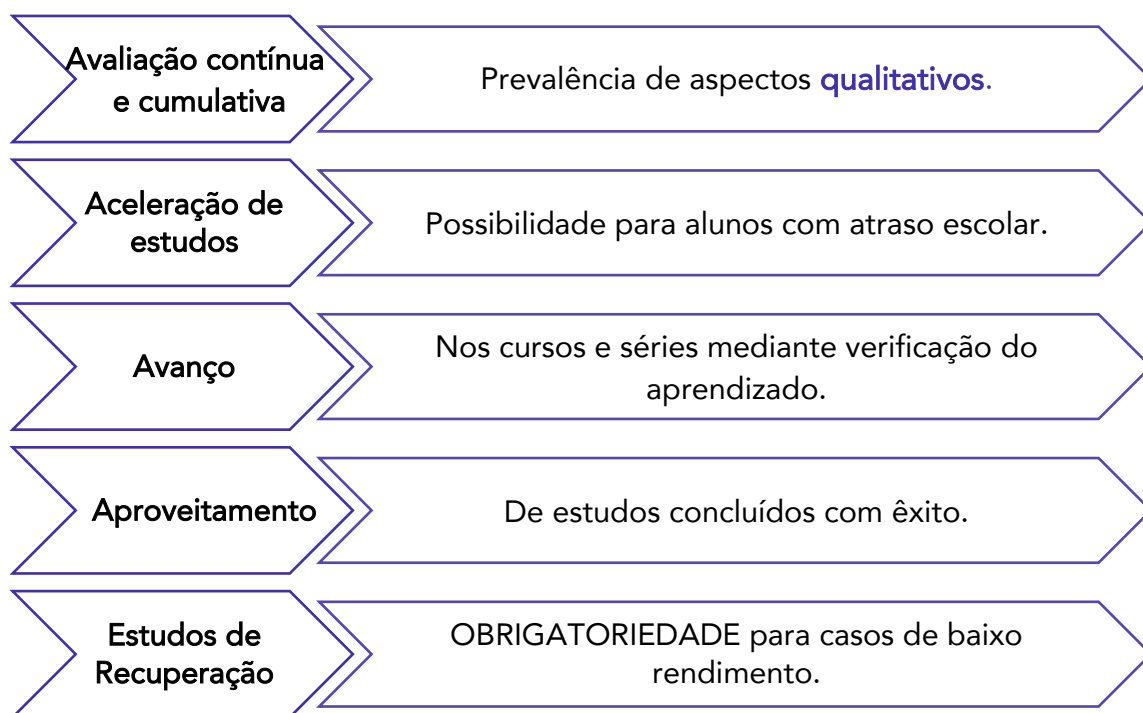 Avaliação contínua
e cumulativa
Prevalência de aspectos qualitativos.
Aceleração de
estudos
Possibilidade para alunos com atraso escolar.
Avanço
Nos cursos e séries mediante verificação do
aprendizado.
Aproveitamento
De estudos concluídos com êxito.
Estudos de
Recuperação
OBRIGATORIEDADE para casos de baixo
rendimento.